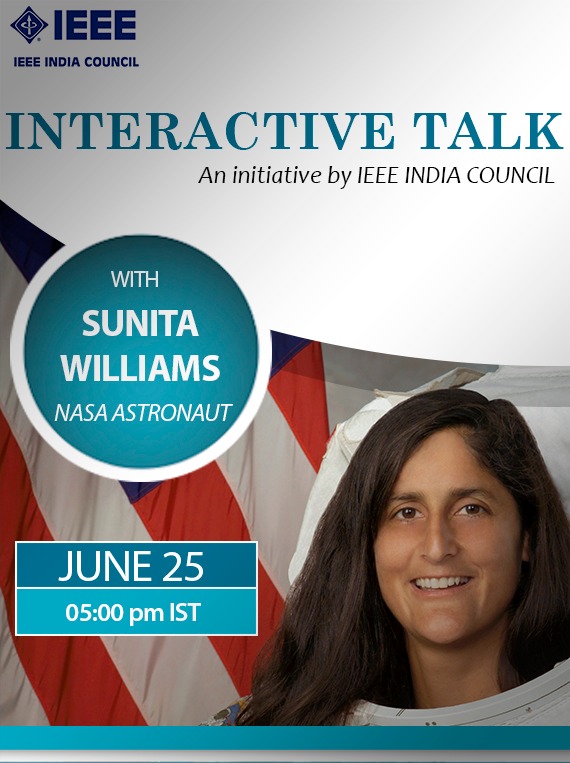 IEEE
IEEE INDIA COUNCIL
INTERACTIVE TALK
An initiative by IEEE INDIA COUNCIL
WITH
SUNITA
WILLIAMS
NASA ASTRONAUT
JUNE 25
05:00 pm IST